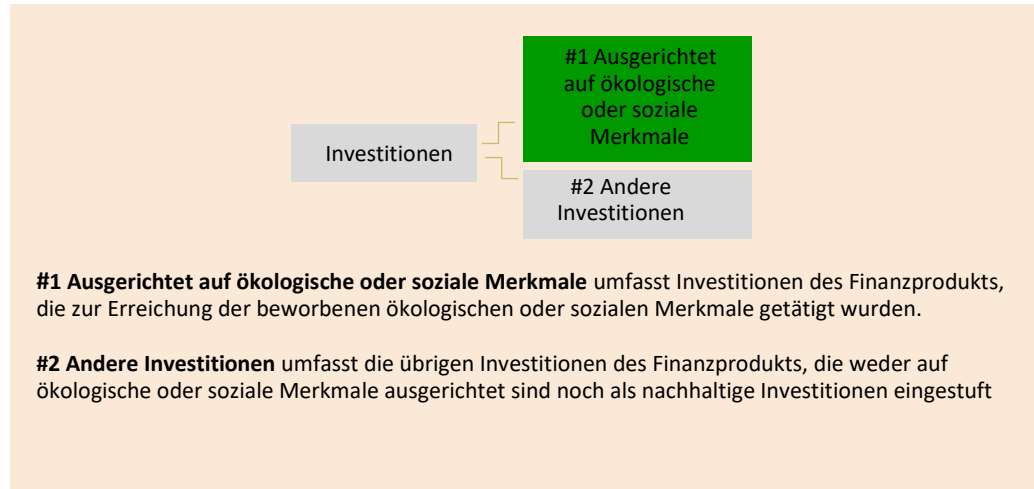 #1 Ausgerichtet
auf ökologische
oder soziale
Merkmale
Investitionen
#2 Andere
Investitionen
#1 Ausgerichtet auf ökologische oder soziale Merkmale umfasst Investitionen des Finanzprodukts,
die zur Erreichung der beworbenen ökologischen oder sozialen Merkmale getätigt wurden.
#2 Andere Investitionen umfasst die übrigen Investitionen des Finanzprodukts, die weder auf
ökologische oder soziale Merkmale ausgerichtet sind noch als nachhaltige Investitionen eingestuft